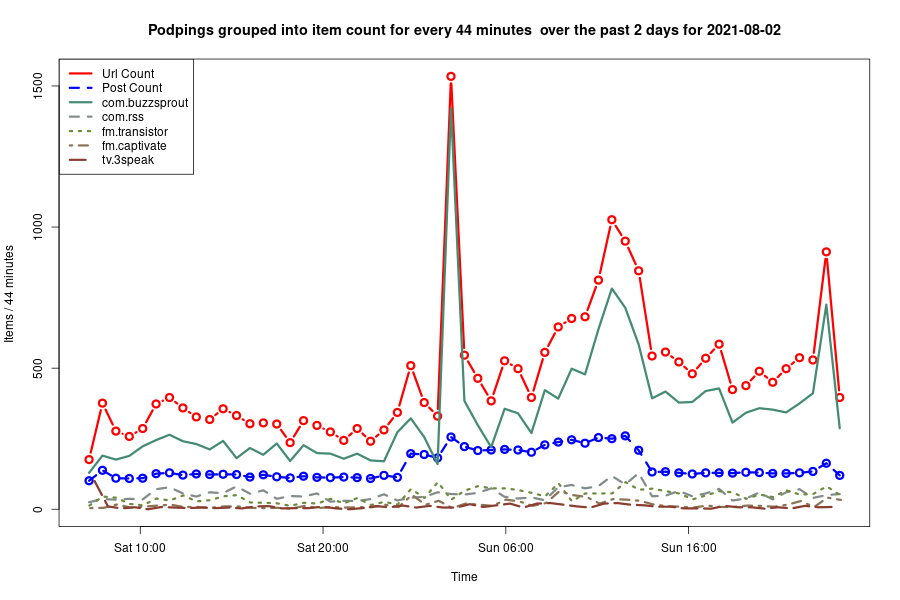 Podpings grouped into item count for every 44 minutes  over the past 2 days for 2021-08-02
Url Count
Post Count
com.buzzsprout
com.rss
fm.transistor
fm.captivate
tv.3speak
1500
1000
500
0
Items / 44 minutes
Sat 10:00
Sat 20:00
Sun 06:00
Sun 16:00
Time